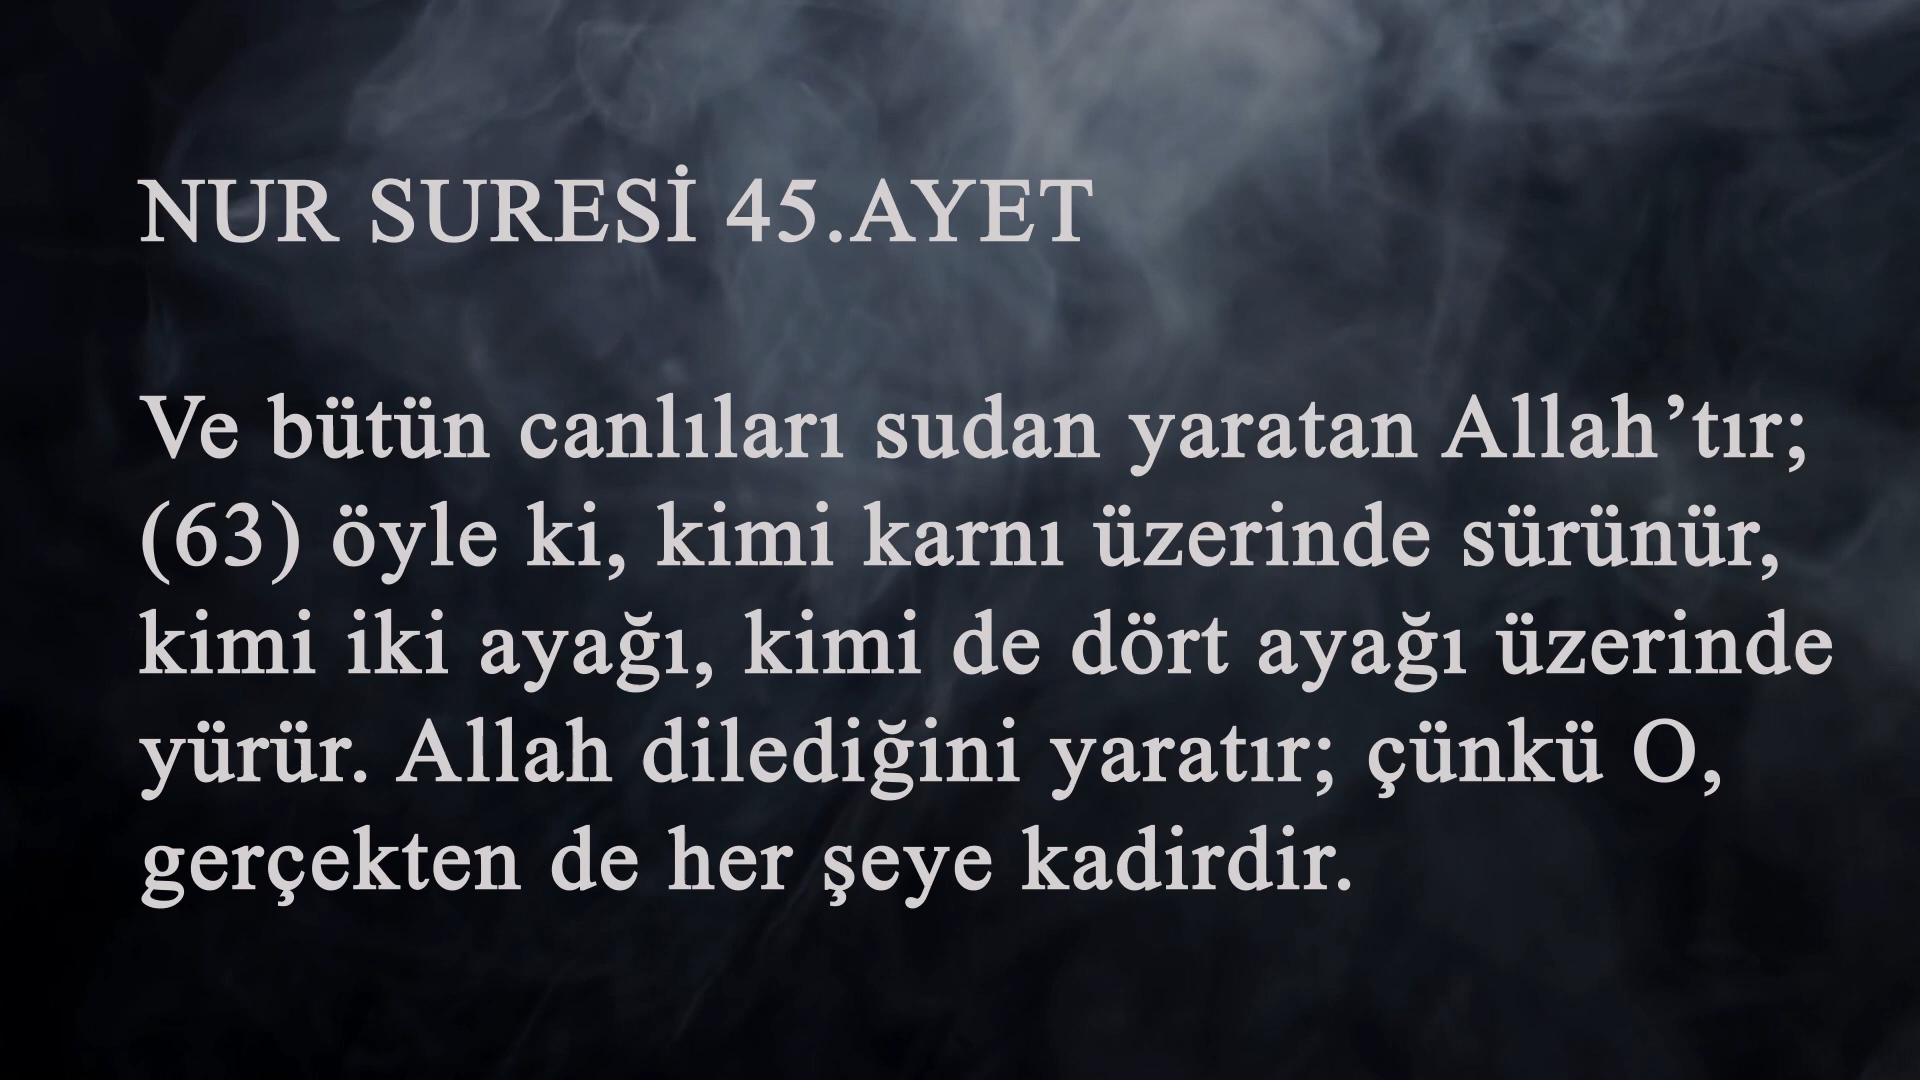 NUR SURESİ 45.AYET
Ve bütün canlıları sudan yaratan Allah’tır;
(63) öyle ki, kimi karnı üzerinde sürünür,
kimi iki ayağı, kimi de dört ayağı üzerinde
yürür. Allah dilediğini yaratır; çünkü O,
gerçekten de her şeye kadirdir.